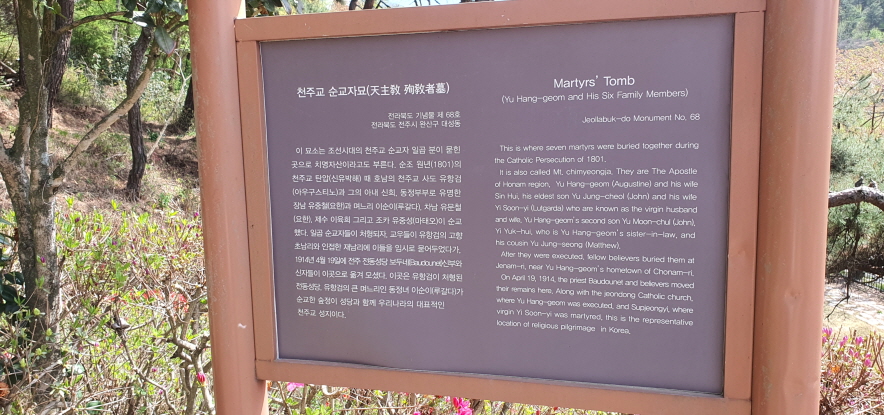 천주교 순교자묘(天主敎 殉敎者墓)
전라북도 기념물 제 68호
전라북도 전주시 완산구 대성동
이 묘소는 조선시대의 천주교 순교자 일곱 분이 묻힌
곳으로 치명자산이라고도 부른다. 순조 원년(1801)의
천주교 탄압(신유박해) 때 호남의 천주교 사도 유항검
(아우구스티노)과 그의 아내 신희, 동정부부로 유명한
장남 유중철(요한)과 며느리 이순이(루갈다), 차남 유문철
(요한), 제수 이육희 그리고 조카 유중성(마태오)이 순교
했다. 일곱 순교자들이 처형되자, 교우들이 유항검의 고향
초남리와 인접한 재남리에 이들을 임시로 묻어두었다가,
1914년 4월 19일에 전주 전동성당 보두네(Baudounet)신부와
신자들이 이곳으로 옮겨 모셨다. 이곳은 유항검이 처형된
전동성당, 유항검의 큰 며느리인 동정녀 이순이(루갈다)가
순교한 숲정이 성당과 함께 우리나라의 대표적인
천주교 성지이다.
Martyrs' Tomb
(Yu Hang-geom and His Six Family Members)
Jeollabuk-do Monument No. 68
This is where seven martyrs were buried together during
the Catholic Persecution of 1801.
It is also called Mt, chimyeongja. They are The Apostle
of Honam region, Yu Hang-geom (Augustine) and his wife
Sin Hui, his eldest son Yu Jung-cheol (John) and his wife
Yi Soon-yi (Lutgarda) who are known as the virgin husband
and wife, Yu Hang-geom's second son Yu Moon-chul (John),
Yi Yuk-hui, who is Yu Hang-geom's sister-in-law, and
his cousin Yu Jung-seong (Matthew).
After they were executed, fellow believers buried them at
Jenam-ri, near Yu Hang-geom's hometown of Chonam-ri.
On April 19, 1914, the priest Baudounet and believers moved
their remains here. Along with the jeondong Catholic church,
where Yu Hang-geom was executed, and Supjeongyi, where
virgin Yi Soon-yi was martyred, this is the representative
location of religious pilgrimage in Korea.